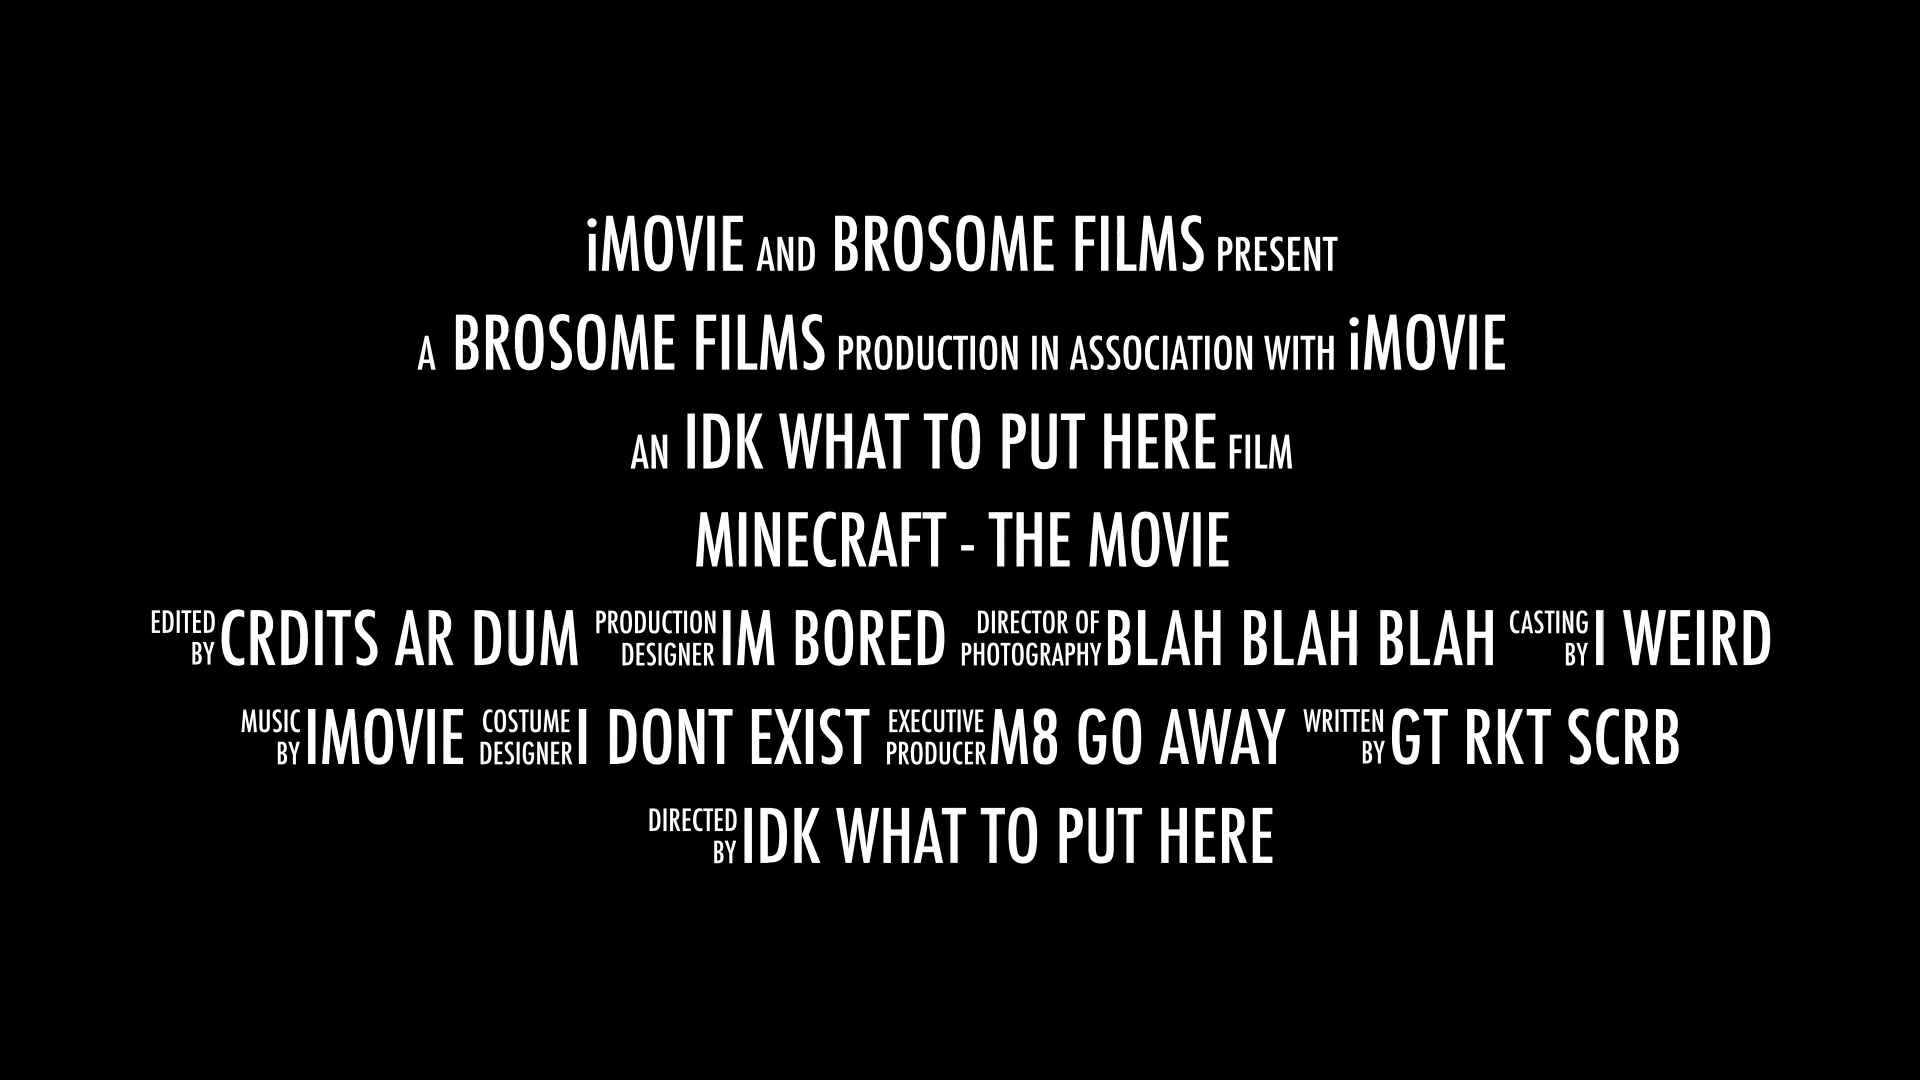 iMOVIE AND BROSOME FILMS PRESENT
A BROSOME FILMS PRODUCTION IN ASSOCIATION WITH iMOVIE
AN IDK WHAT TO PUT HERE FILM
MINECRAFT - THE MOVIE
EDITED BY CRDITS AR DUM PRODUCTION DESIGNER IM BORED DIRECTOR OF PHOTOGRAPHY BLAH BLAH BLAH CASTING BY I WEIRD
MUSIC BY IMOVIE COSTUME DESIGNER I DONT EXIST EXECUTIVE PRODUCER M8 GO AWAY WRITTEN BY GT RKT SCRB
DIRECTED BY IDK WHAT TO PUT HERE